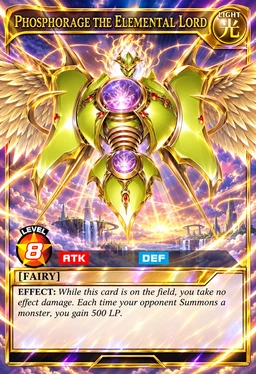 PHOSPHORAGE THE ELEMENTAL LORD
LIGHT
光
LEVEL
8
ATK
DEF
[FAIRY]
EFFECT: While this card is on the field, you take no
effect damage. Each time your opponent Summons
a monster, you gain 500 LP.